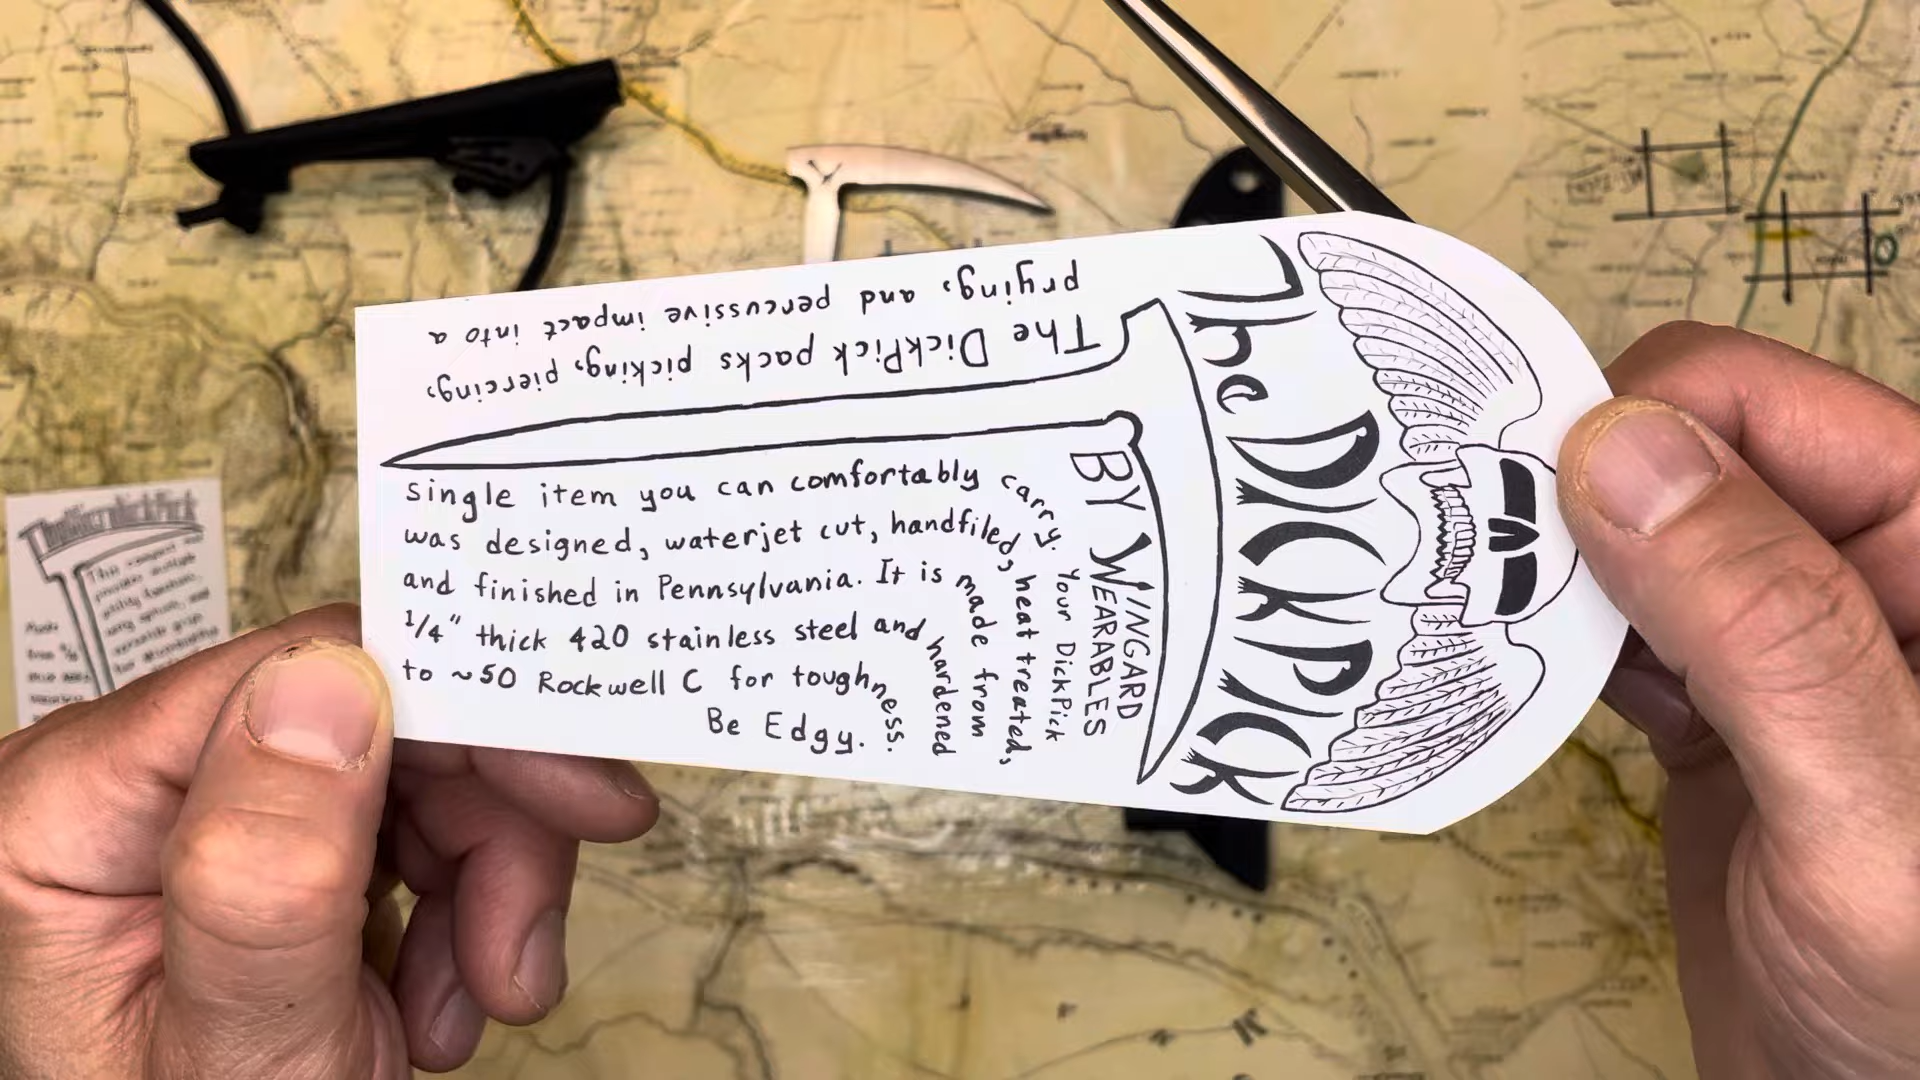 The DICKPICK
BY WINGARD
WEARABLES
The DickPick packs picking, piercing,
prying, and percussive impact into a
single item you can comfortably carry. Your DickPick
was designed, waterjet cut, handfiled, heat treated,
and finished in Pennsylvania. It is made from
1/4" thick 420 stainless steel and hardened
to ~50 Rockwell C for toughness.
Be Edgy.